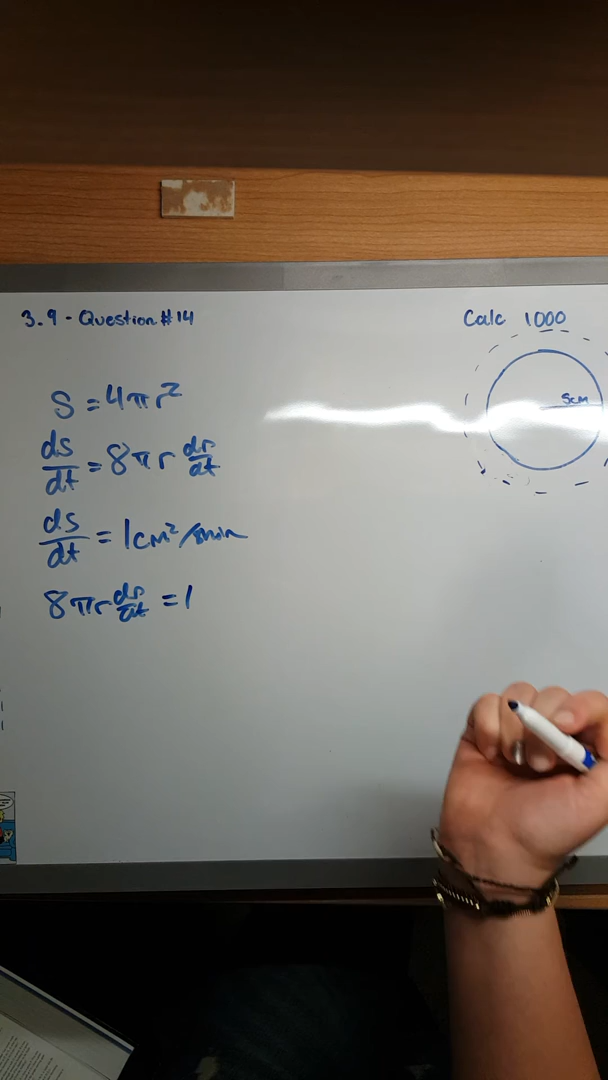 3.9 - Question #14
Calc 1000
5cm
S = 4πr²
dS/dt = 8πr dr/dt
dS/dt = 1cm²/min
8πr dr/dt = 1